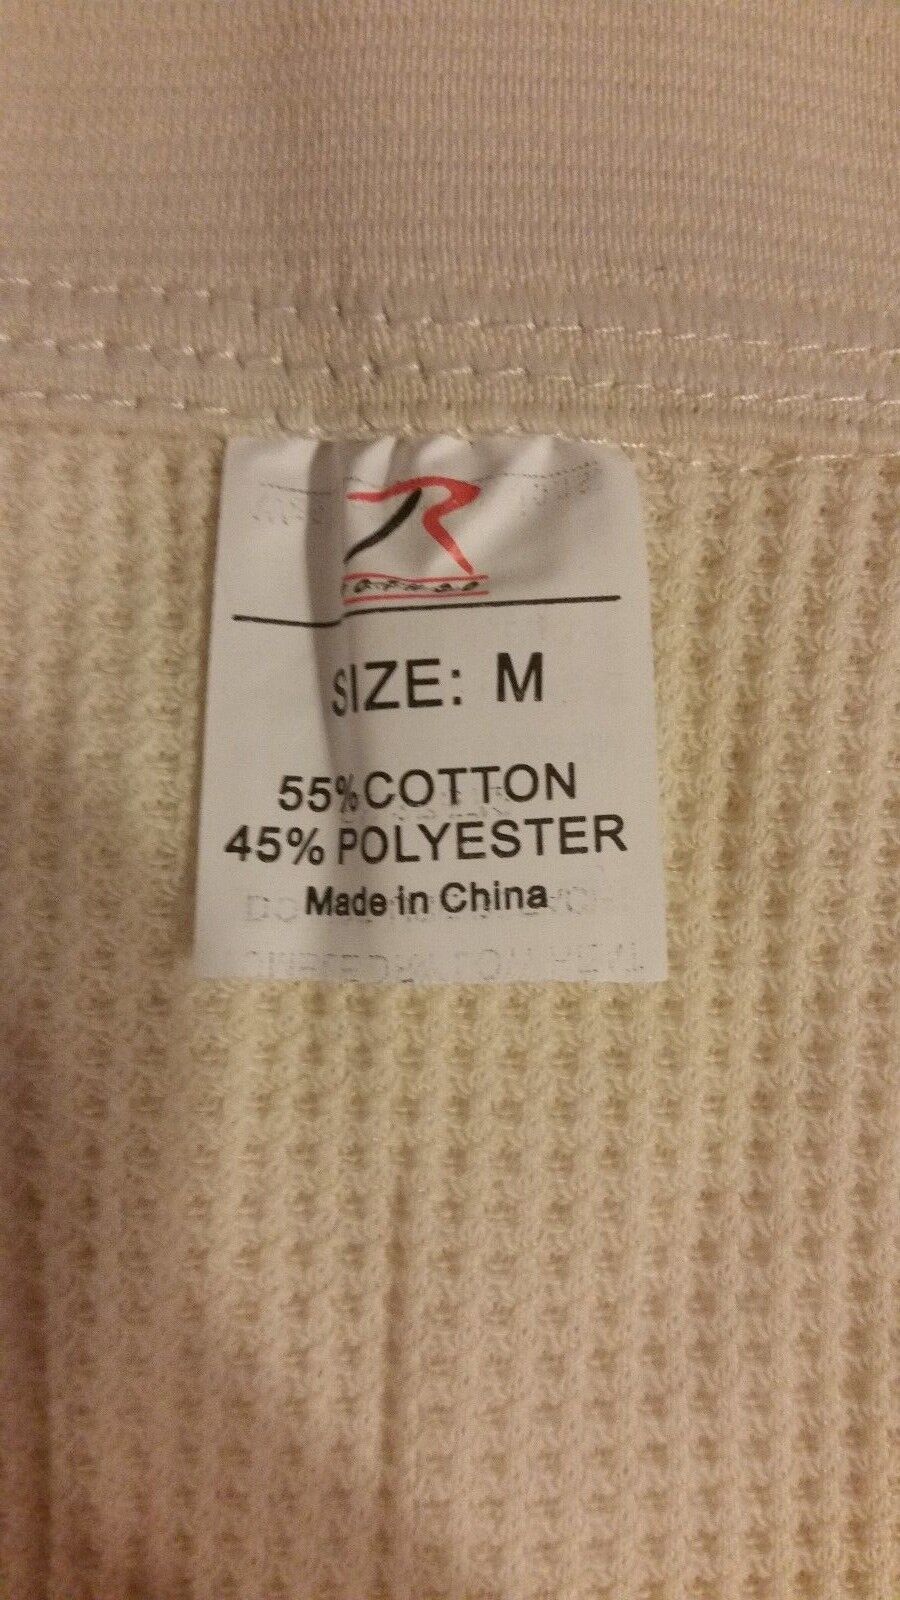 SIZE: M
55% COTTON
45% POLYESTER
Made in China